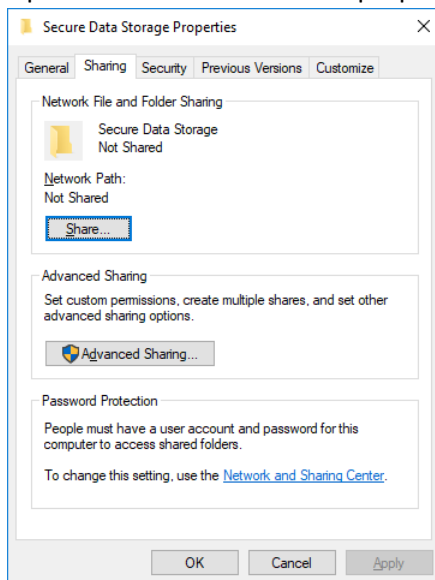 Secure Data Storage Properties
General Sharing Security Previous Versions Customize
Network File and Folder Sharing
Secure Data Storage
Not Shared
Network Path:
Not Shared
Share...
Advanced Sharing
Set custom permissions, create multiple shares, and set other
advanced sharing options.
Advanced Sharing...
Password Protection
People must have a user account and password for this
computer to access shared folders.
To change this setting, use the Network and Sharing Center.
OK Cancel Apply